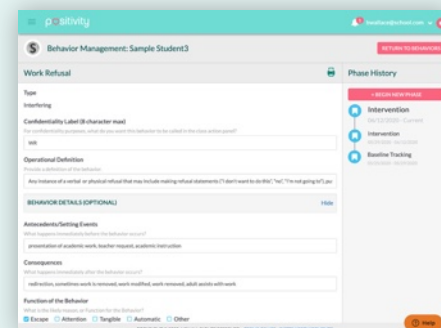 positivity
hwallace@school.com
S Behavior Management: Sample Student3
RETURN TO BEHAVIORS
Work Refusal
Phase History
Type
Interfering
+ BEGIN NEW PHASE
Confidentiality Label (8 character max)
For confidentiality purposes, what do you want this behavior to be called in the class action panel?
WR
Intervention
- Current
Intervention
Operational Definition
Provide a definition of the behavior
Baseline Tracking
Any instance of a verbal or physical refusal that may include making refusal statements ("I don't want to do this", "no", "I'm not going to"), pu
BEHAVIOR DETAILS (OPTIONAL)
Hide
Antecedents/Setting Events
What happens immediately before the behavior occurs?
presentation of academic work, teacher request, academic instruction
Consequences
What happens immediately after the behavior occurs?
redirection, sometimes work is removed, work modified, work removed, adult assists with work
Function of the Behavior
What is the likely reason or Function for the Behavior?
Escape Attention Tangible Automatic Other
Help